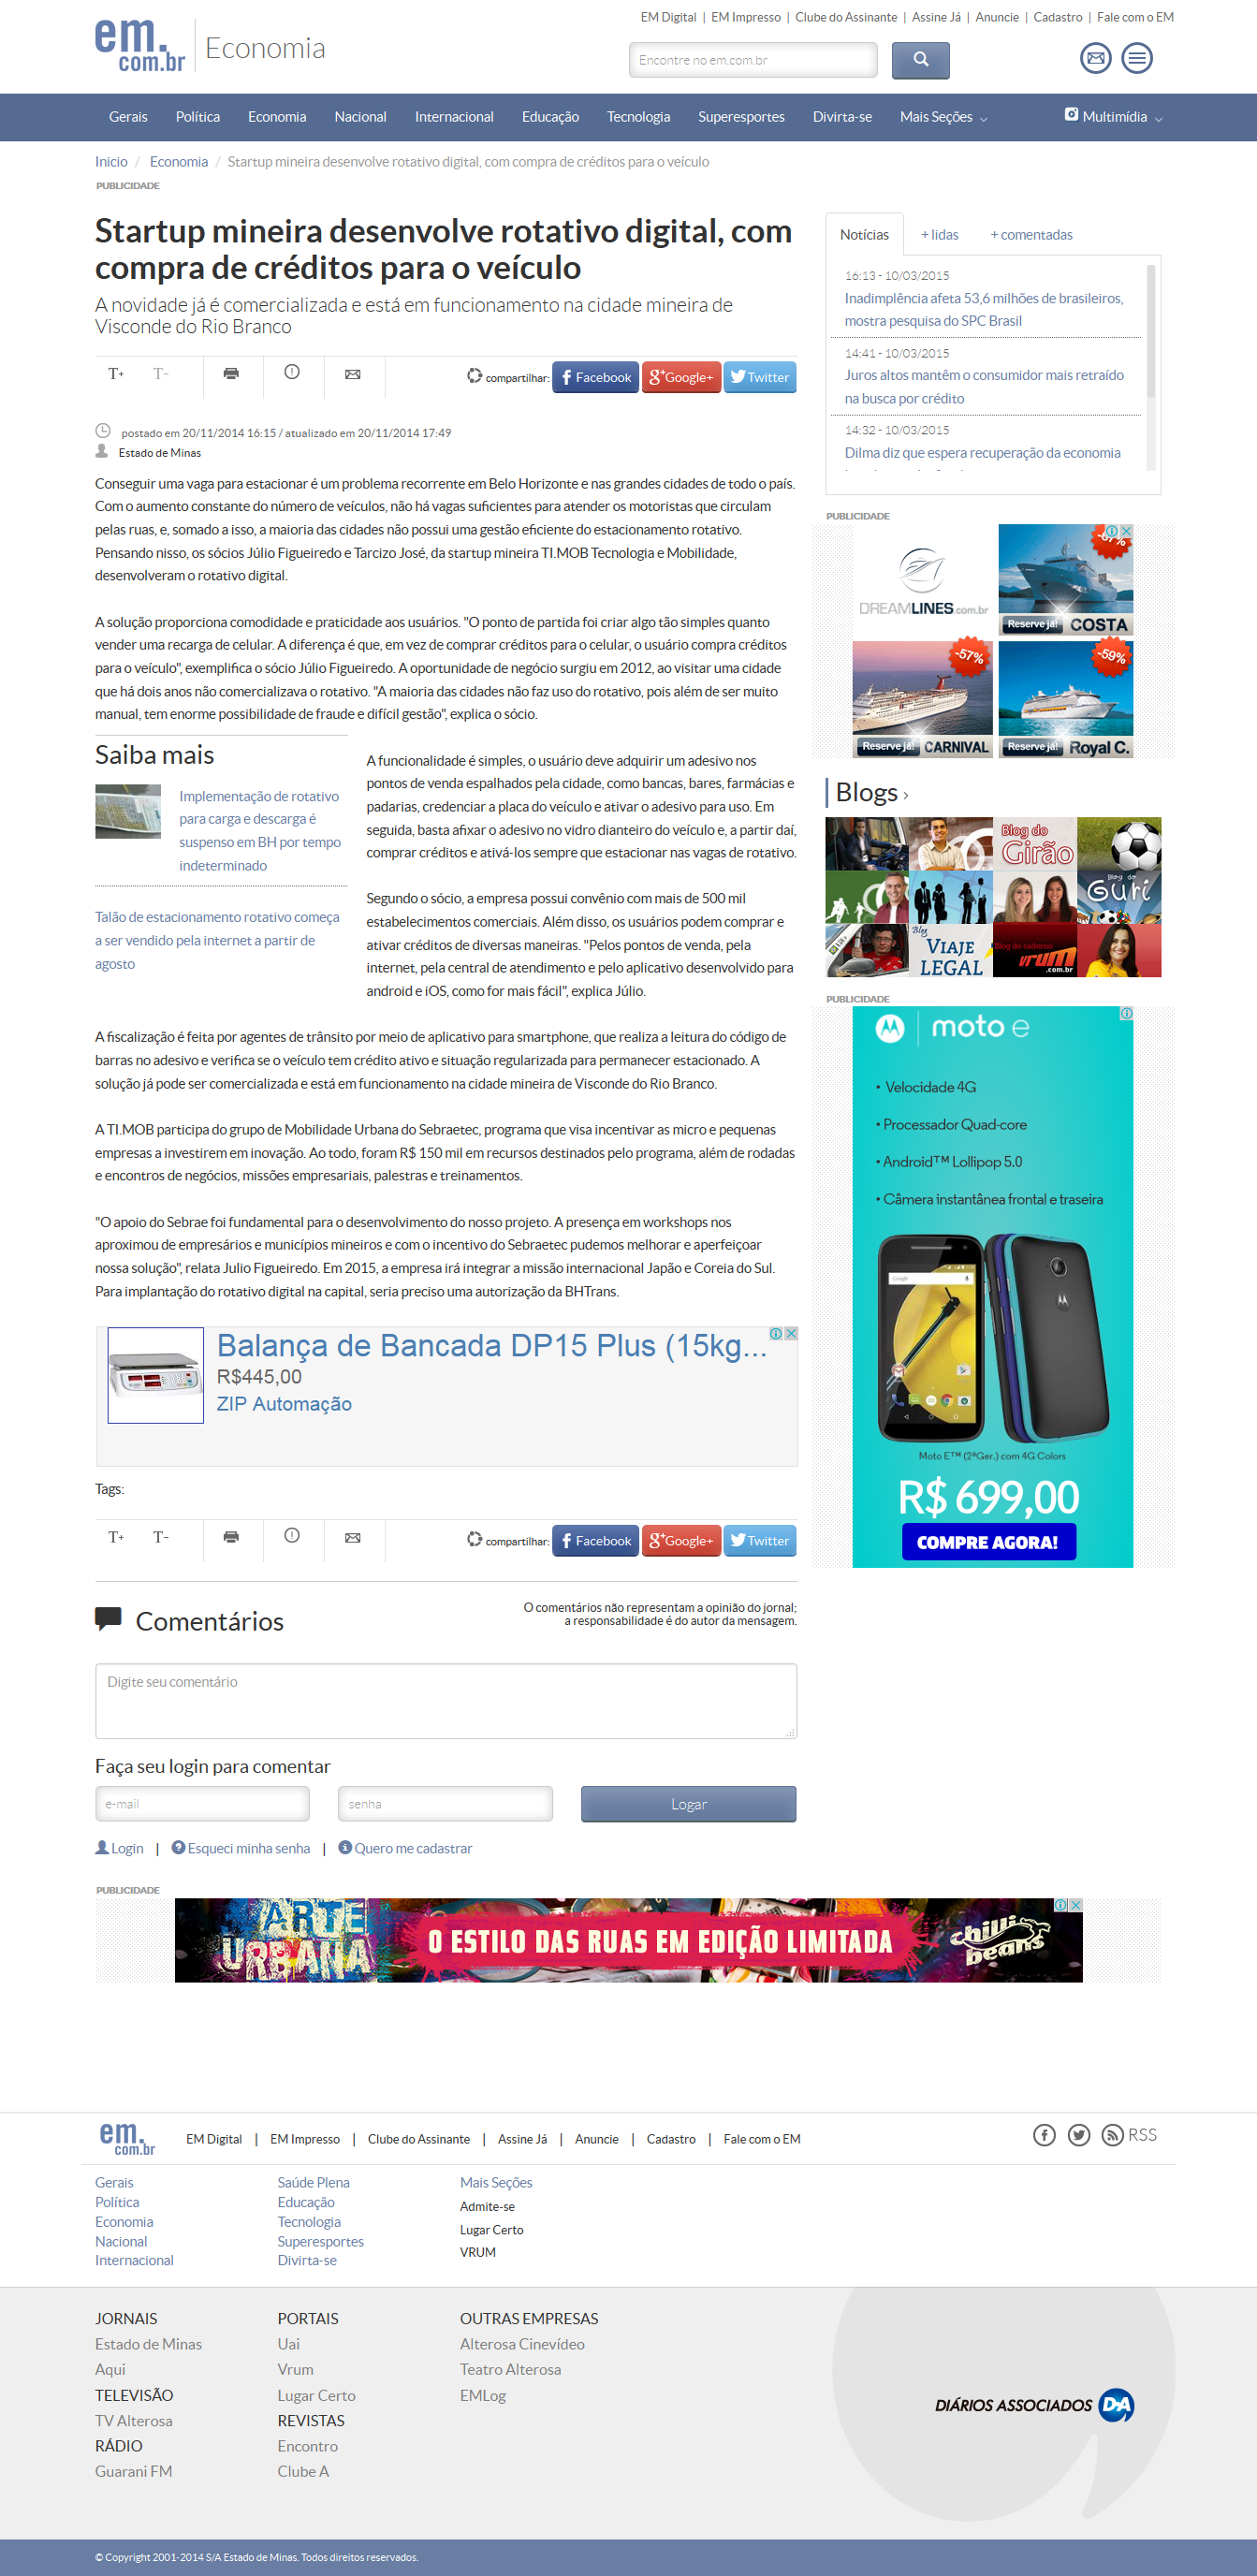 em.
com.br
Economia
EM Digital | EM Impresso | Clube do Assinante | Assine Já | Anuncie | Cadastro | Fale com o EM
Encontre no em.com.br
Gerais Política Economia Nacional Internacional Educação Tecnologia Superesportes Divirta-se Mais Seções Multimídia
Inicio / Economia / Startup mineira desenvolve rotativo digital, com compra de créditos para o veículo
PUBLICIDADE
Startup mineira desenvolve rotativo digital, com
compra de créditos para o veículo
A novidade já é comercializada e está em funcionamento na cidade mineira de
Visconde do Rio Branco
T+ T- compartilhar: Facebook Google+ Twitter
postado em 20/11/2014 16:15 / atualizado em 20/11/2014 17:49
Estado de Minas
Conseguir uma vaga para estacionar é um problema recorrente em Belo Horizonte e nas grandes cidades de todo o país.
Com o aumento constante do número de veículos, não há vagas suficientes para atender os motoristas que circulam
pelas ruas, e, somado a isso, a maioria das cidades não possui uma gestão eficiente do estacionamento rotativo.
Pensando nisso, os sócios Júlio Figueiredo e Tarcizo José, da startup mineira TI.MOB Tecnologia e Mobilidade,
desenvolveram o rotativo digital.
A solução proporciona comodidade e praticidade aos usuários. "O ponto de partida foi criar algo tão simples quanto
vender uma recarga de celular. A diferença é que, em vez de comprar créditos para o celular, o usuário compra créditos
para o veículo", exemplifica o sócio Júlio Figueiredo. A oportunidade de negócio surgiu em 2012, ao visitar uma cidade
que há dois anos não comercializava o rotativo. "A maioria das cidades não faz uso do rotativo, pois além de ser muito
manual, tem enorme possibilidade de fraude e difícil gestão", explica o sócio.
Saiba mais
Implementação de rotativo
para carga e descarga é
suspenso em BH por tempo
indeterminado
Talão de estacionamento rotativo começa
a ser vendido pela internet a partir de
agosto
A funcionalidade é simples, o usuário deve adquirir um adesivo nos
pontos de venda espalhados pela cidade, como bancas, bares, farmácias e
padarias, credenciar a placa do veículo e ativar o adesivo para uso. Em
seguida, basta afixar o adesivo no vidro dianteiro do veículo e, a partir daí,
comprar créditos e ativá-los sempre que estacionar nas vagas de rotativo.
Segundo o sócio, a empresa possui convênio com mais de 500 mil
estabelecimentos comerciais. Além disso, os usuários podem comprar e
ativar créditos de diversas maneiras. "Pelos pontos de venda, pela
internet, pela central de atendimento e pelo aplicativo desenvolvido para
android e iOS, como for mais fácil", explica Júlio.
A fiscalização é feita por agentes de trânsito por meio de aplicativo para smartphone, que realiza a leitura do código de
barras no adesivo e verifica se o veículo tem crédito ativo e situação regularizada para permanecer estacionado. A
solução já pode ser comercializada e está em funcionamento na cidade mineira de Visconde do Rio Branco.
A TI.MOB participa do grupo de Mobilidade Urbana do Sebraetec, programa que visa incentivar as micro e pequenas
empresas a investirem em inovação. Ao todo, foram R$ 150 mil em recursos destinados pelo programa, além de rodadas
e encontros de negócios, missões empresariais, palestras e treinamentos.
"O apoio do Sebrae foi fundamental para o desenvolvimento do nosso projeto. A presença em workshops nos
aproximou de empresários e municípios mineiros e com o incentivo do Sebraetec pudemos melhorar e aperfeiçoar
nossa solução", relata Julio Figueiredo. Em 2015, a empresa irá integrar a missão internacional Japão e Coreia do Sul.
Para implantação do rotativo digital na capital, seria preciso uma autorização da BHTrans.
Balança de Bancada DP15 Plus (15kg...
R$445,00
ZIP Automação
Tags:
T+ T- compartilhar: Facebook Google+ Twitter
Comentários
O comentários não representam a opinião do jornal;
a responsabilidade é do autor da mensagem.
Digite seu comentário
Faça seu login para comentar
e-mail senha Logar
Login | Esqueci minha senha | Quero me cadastrar
Notícias + lidas + comentadas
16:13 - 10/03/2015
Inadimplência afeta 53,6 milhões de brasileiros,
mostra pesquisa do SPC Brasil
14:41 - 10/03/2015
Juros altos mantêm o consumidor mais retraído
na busca por crédito
14:32 - 10/03/2015
Dilma diz que espera recuperação da economia
PUBLICIDADE
DREAMLINES.com.br
Reserve já! COSTA
-57%
Reserve já! CARNIVAL
-59%
Reserve já! Royal C.
Blogs
Blog do
Girão
Blog do
Guri
Blog
VIAJE
LEGAL
Blog do caderno
vrum
.com.br
PUBLICIDADE
moto e
• Velocidade 4G
• Processador Quad-core
• Android™ Lollipop 5.0
• Câmera instantânea frontal e traseira
Google
Moto E™ (2ªGer.) com 4G Colors
R$ 699,00
COMPRE AGORA!
PUBLICIDADE
ARTE
URBANA
O ESTILO DAS RUAS EM EDIÇÃO LIMITADA
chilli
beans
em.
com.br
EM Digital | EM Impresso | Clube do Assinante | Assine Já | Anuncie | Cadastro | Fale com o EM
RSS
Gerais
Política
Economia
Nacional
Internacional
Saúde Plena
Educação
Tecnologia
Superesportes
Divirta-se
Mais Seções
Admite-se
Lugar Certo
VRUM
JORNAIS
Estado de Minas
Aqui
TELEVISÃO
TV Alterosa
RÁDIO
Guarani FM
PORTAIS
Uai
Vrum
Lugar Certo
REVISTAS
Encontro
Clube A
OUTRAS EMPRESAS
Alterosa Cinevídeo
Teatro Alterosa
EMLog
DIÁRIOS ASSOCIADOS DA
© Copyright 2001-2014 S/A Estado de Minas. Todos direitos reservados.